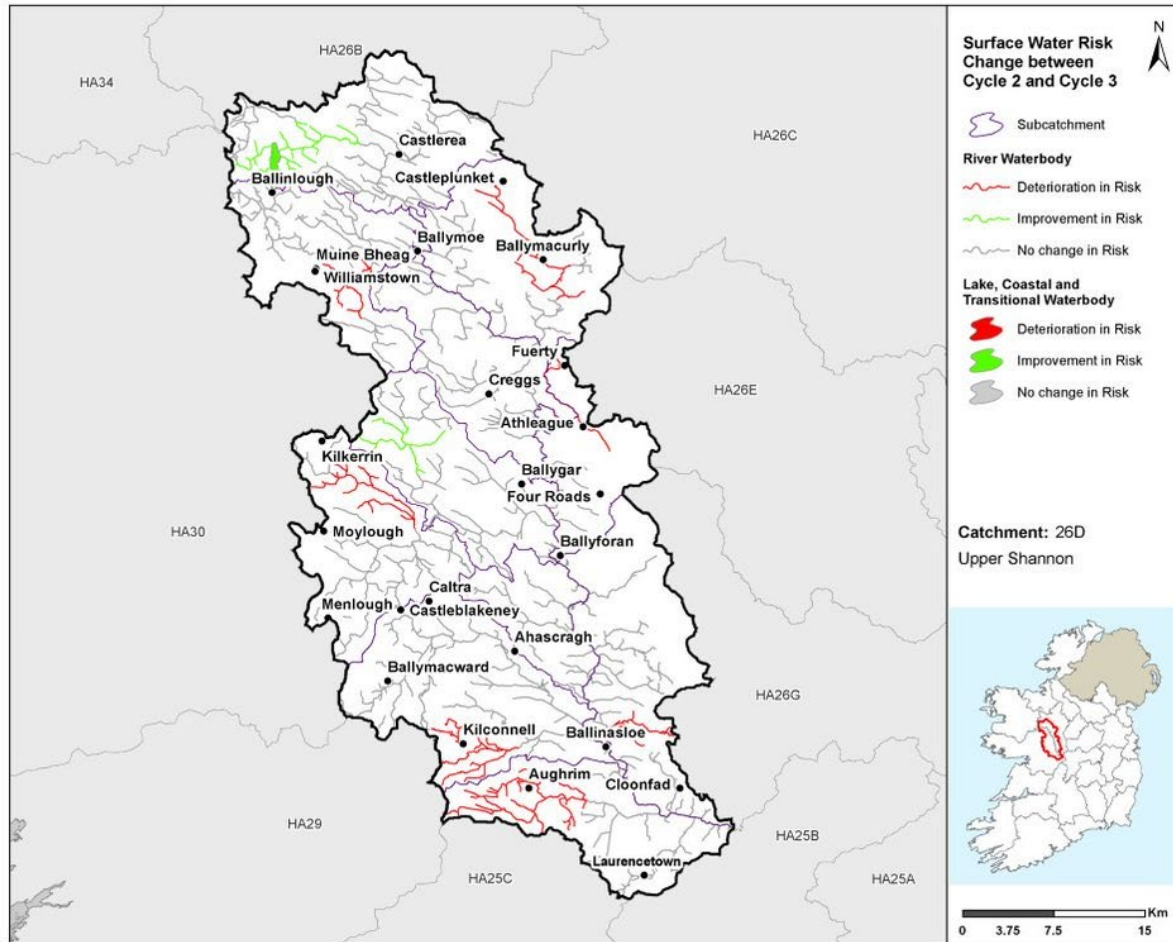 HA26B
HA34
HA26C
Castlerea
Castleplunket
Ballinlough
Ballymoe
Ballymacurly
Muine Bheag
Williamstown
Fuerty
Creggs
HA26E
Athleague
Kilkerrin
Ballygar
Four Roads
HA30
Moylough
Ballyforan
Caltra
Menlough
Castleblakeney
Ahascragh
Ballymacward
HA26G
Kilconnell
Ballinasloe
Aughrim
Cloonfad
HA29
HA25B
Laurencetown
HA25C
HA25A
Surface Water Risk
Change between
Cycle 2 and Cycle 3
N
Subcatchment
River Waterbody
Deterioration in Risk
Improvement in Risk
No change in Risk
Lake, Coastal and
Transitional Waterbody
Deterioration in Risk
Improvement in Risk
No change in Risk
Catchment: 26D
Upper Shannon
Km
0 3.75 7.5 15